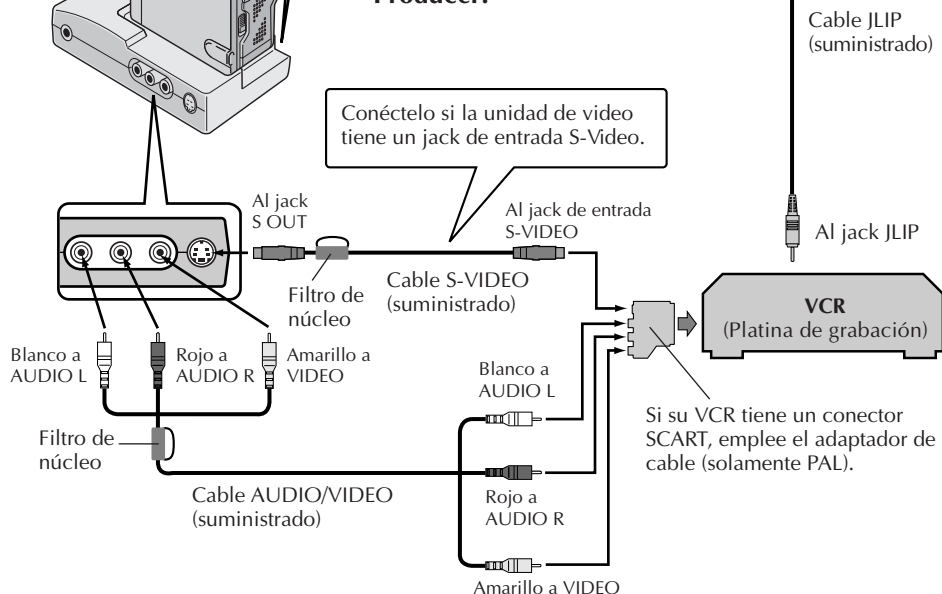 Producer.
Cable JLIP
(suministrado)
Conéctelo si la unidad de video
tiene un jack de entrada S-Video.
Al jack
S OUT
Al jack de entrada
S-VIDEO
Al jack JLIP
Filtro de
núcleo
Cable S-VIDEO
(suministrado)
VCR
(Platina de grabación)
Blanco a
AUDIO L
Rojo a
AUDIO R
Amarillo a
VIDEO
Blanco a
AUDIO L
Si su VCR tiene un conector
SCART, emplee el adaptador de
cable (solamente PAL).
Filtro de
núcleo
Cable AUDIO/VIDEO
(suministrado)
Rojo a
AUDIO R
Amarillo a VIDEO